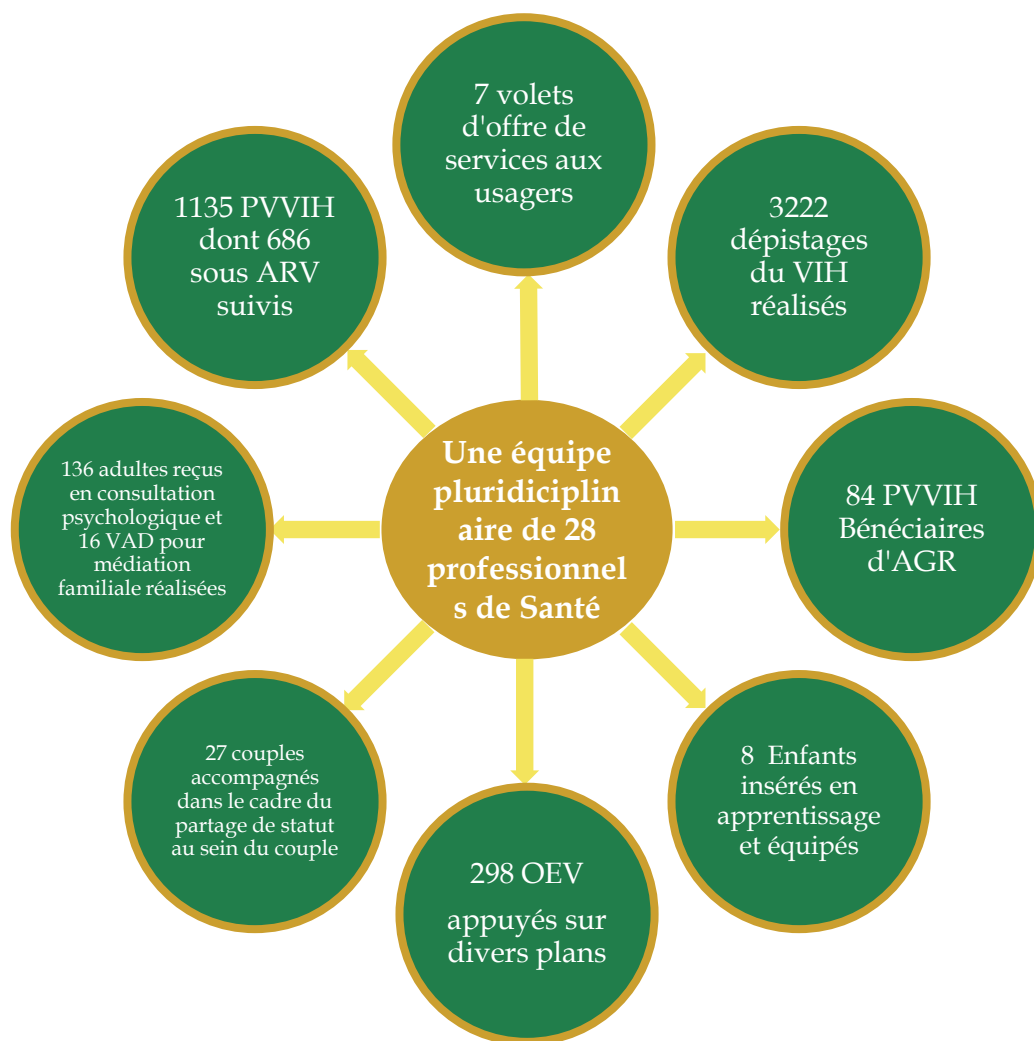 7 volets
d'offre de
services aux
usagers
1135 PVVIH
dont 686
sous ARV
suivis
3222
dépistages
du VIH
réalisés
136 adultes reçus
en consultation
psychologique et
16 VAD pour
médiation
familiale réalisées
Une équipe
pluridiciplin
aire de 28
professionnel
s de Santé
84 PVVIH
Bénéciaires
d'AGR
27 couples
accompagnés
dans le cadre du
partage de statut
au sein du couple
8 Enfants
insérés en
apprentissage
et équipés
298 OEV
appuyés sur
divers plans